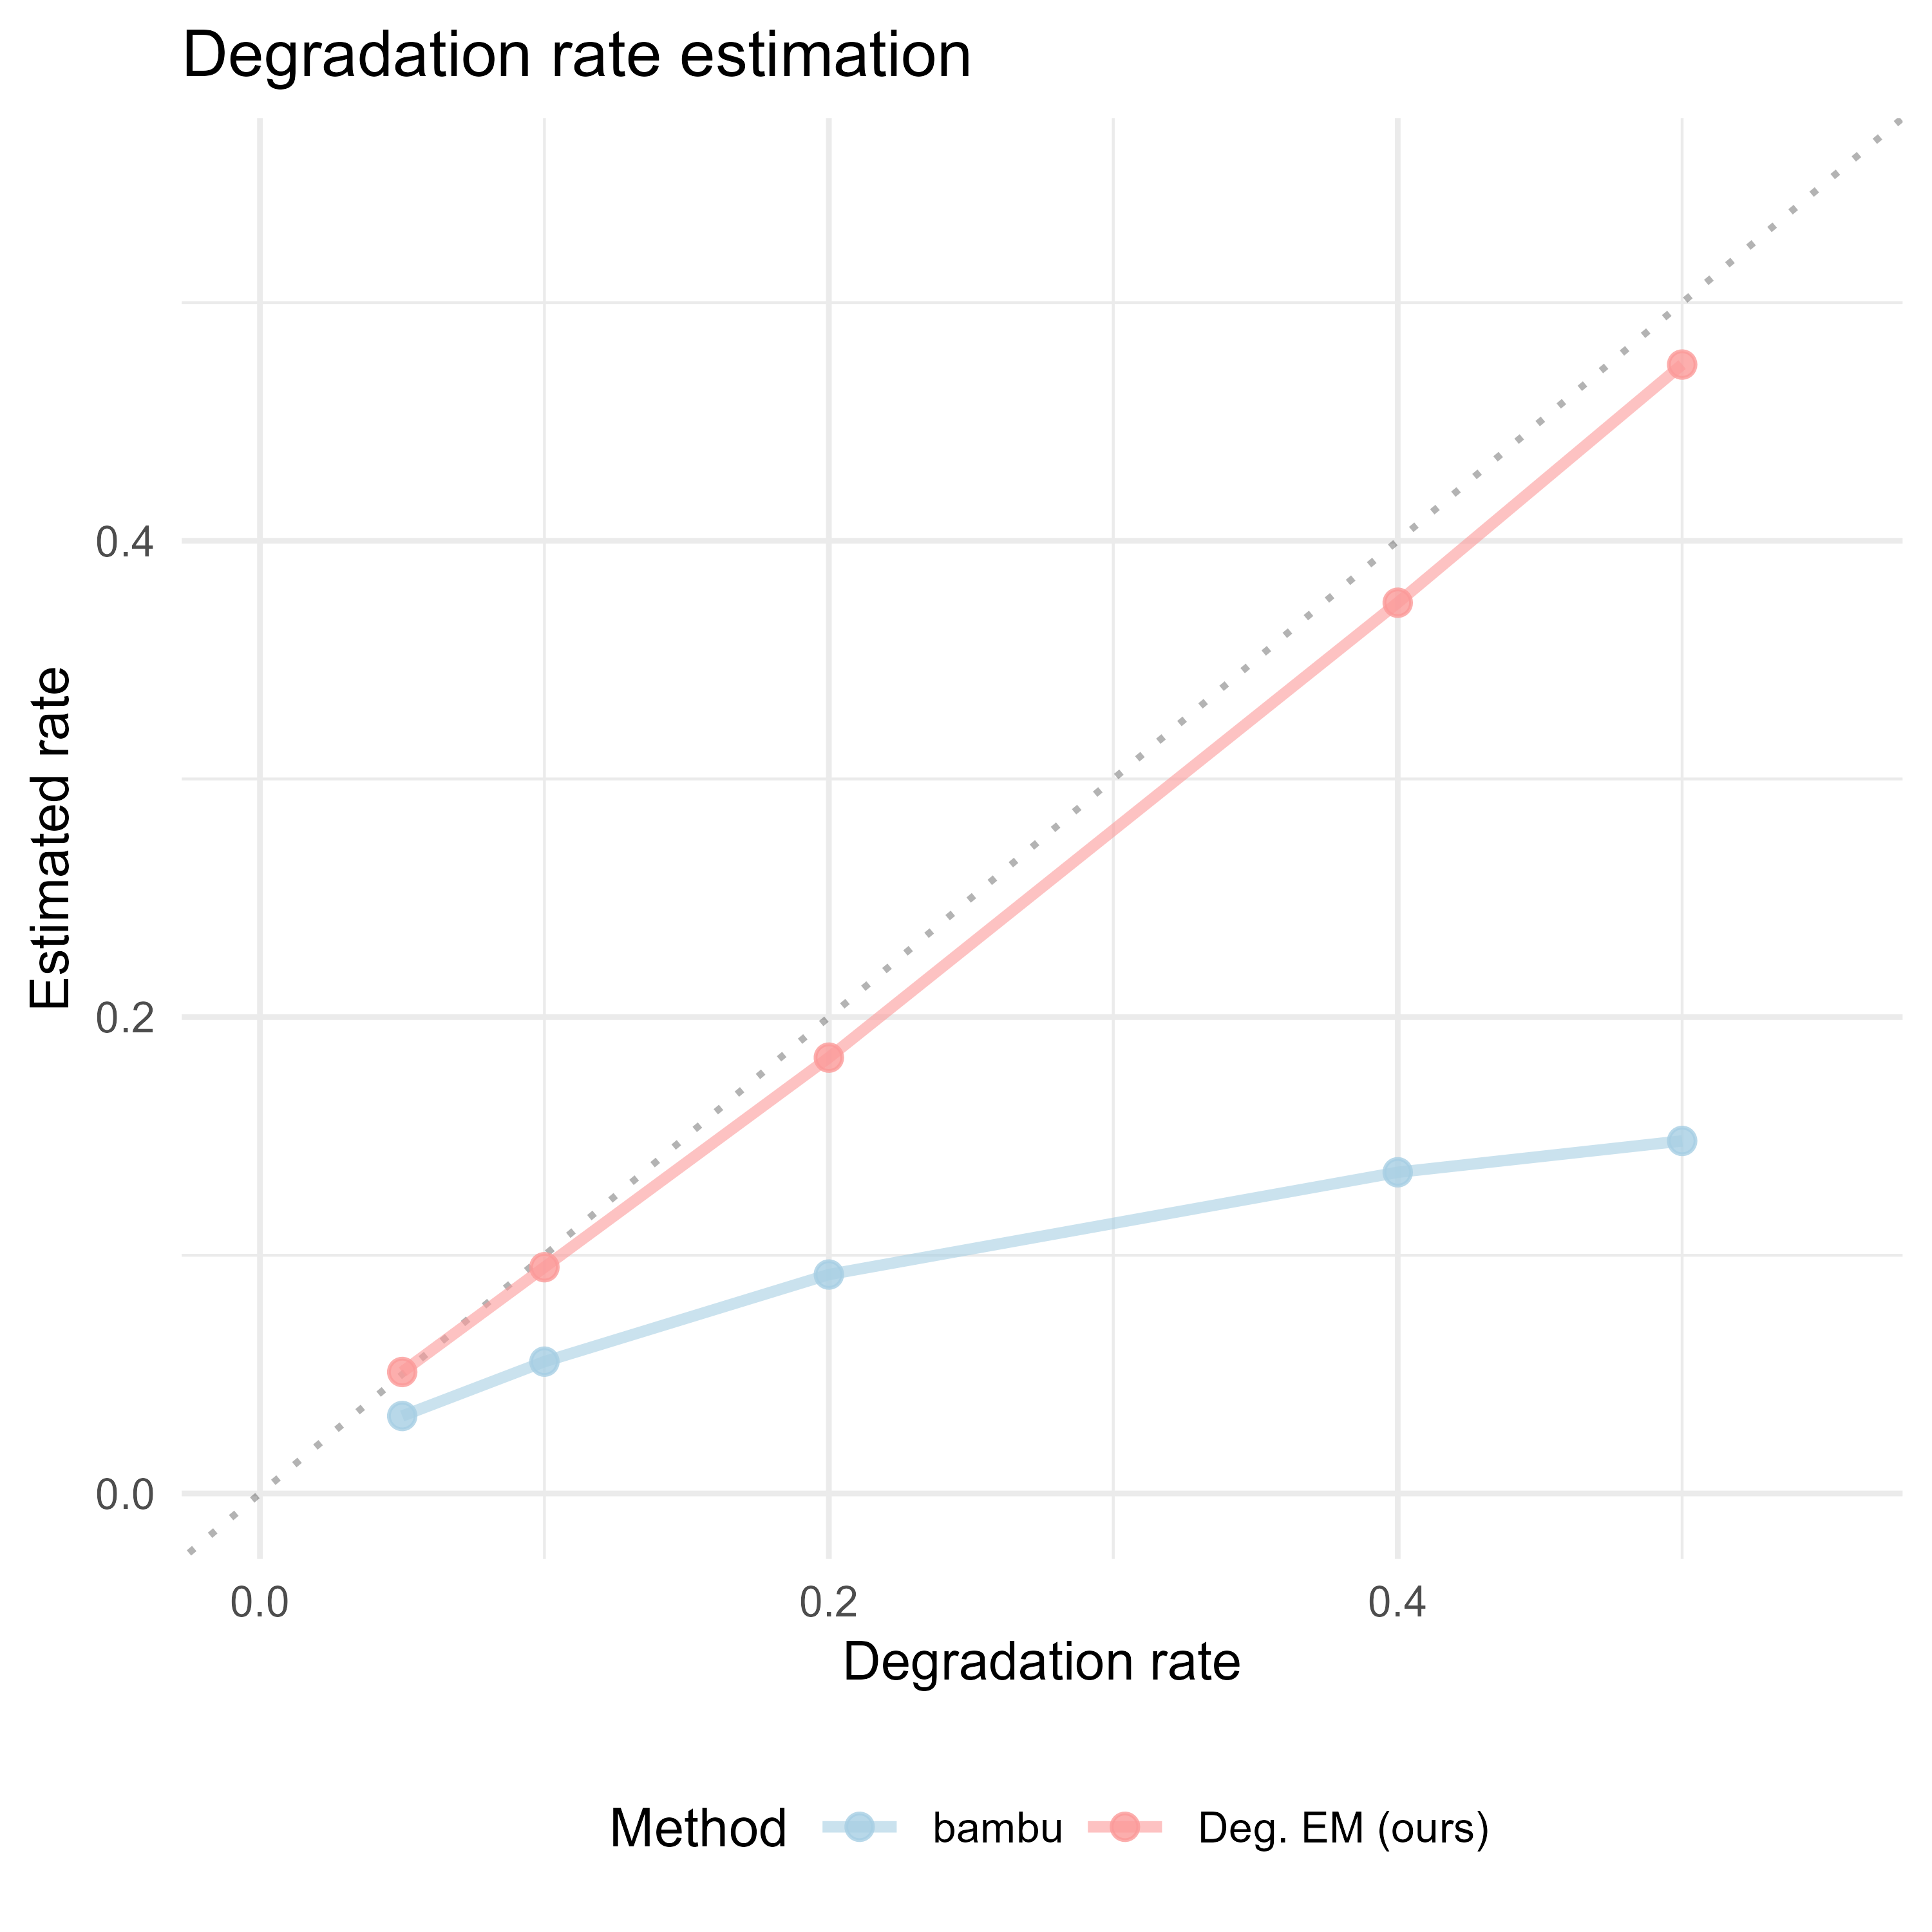 Degradation rate estimation
Estimated rate
0.4
0.2
0.0
0.0 0.2 0.4
Degradation rate
Method bambu Deg. EM (ours)